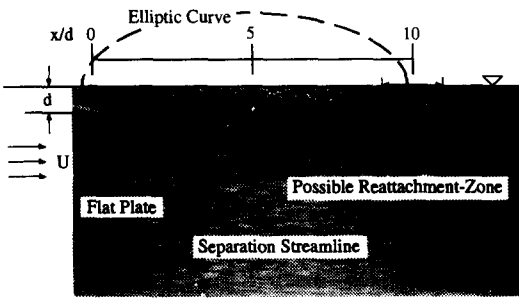 Elliptic Curve
x/d 0 5 10
d
U
Possible Reattachment-Zone
Flat Plate
Separation Streamline